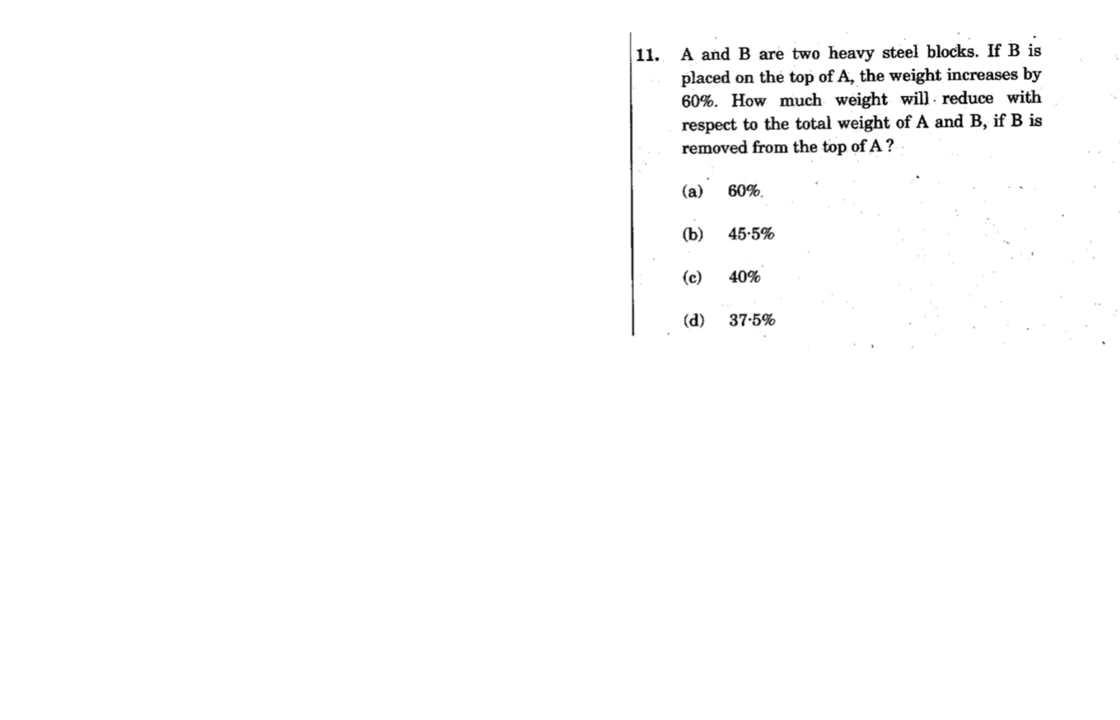 11. A and B are two heavy steel blocks. If B is
placed on the top of A, the weight increases by
60%. How much weight will reduce with
respect to the total weight of A and B, if B is
removed from the top of A ?
(a) 60%.
(b) 45·5%
(c) 40%
(d) 37·5%